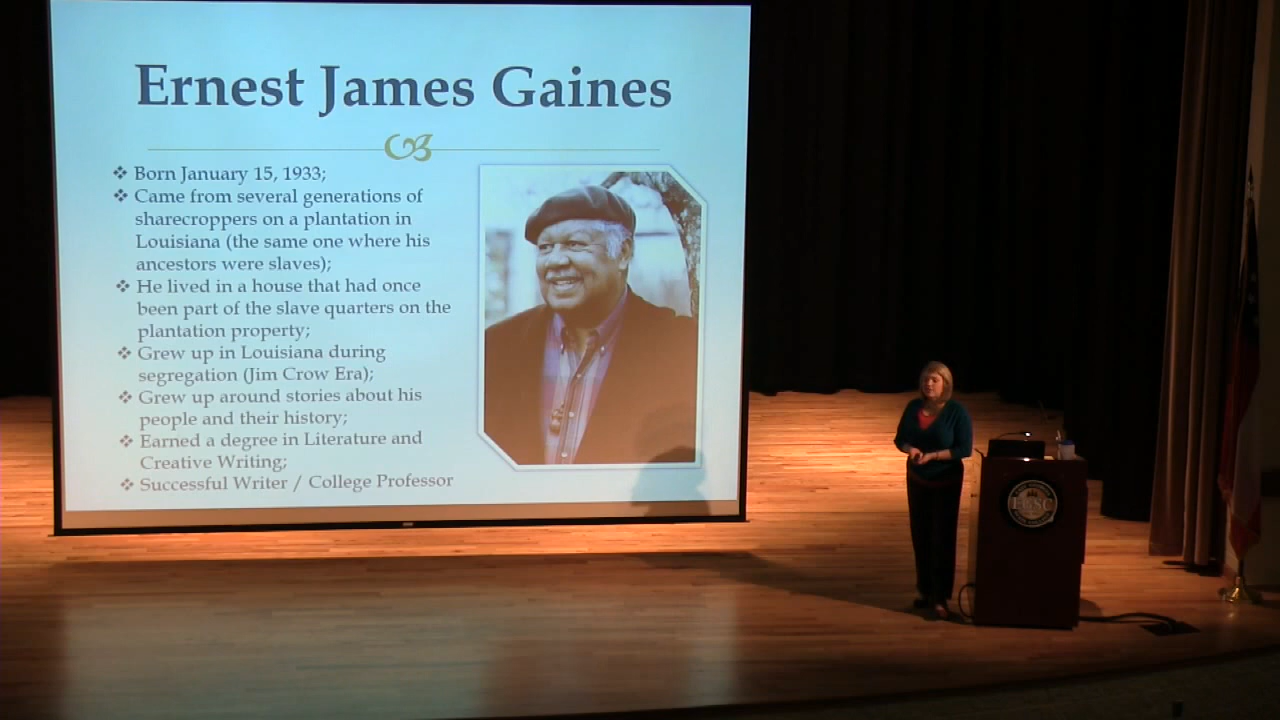 Ernest James Gaines
Born January 15, 1933;
Came from several generations of
sharecroppers on a plantation in
Louisiana (the same one where his
ancestors were slaves);
He lived in a house that had once
been part of the slave quarters on the
plantation property;
Grew up in Louisiana during
segregation (Jim Crow Era);
Grew up around stories about his
people and their history;
Earned a degree in Literature and
Creative Writing;
Successful Writer / College Professor